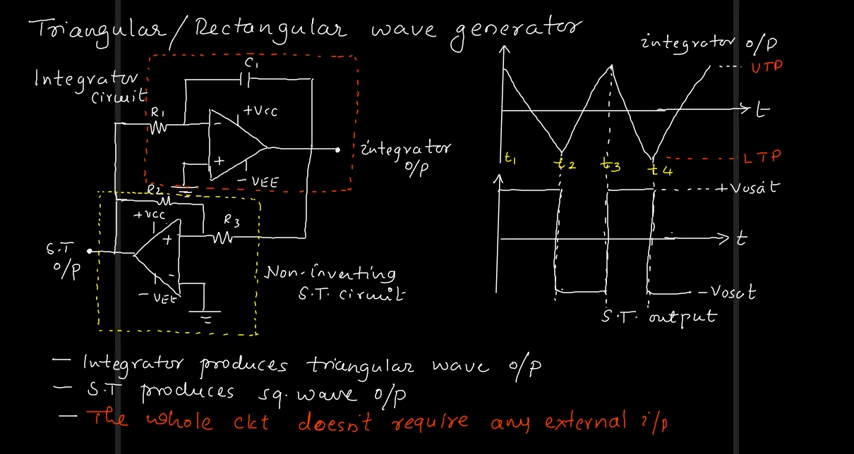 Triangular/Rectangular wave generator
Integrator circuit
C1
R1
+VCC
-
+
-VEE
integrator o/p
R2
+VCC
+
R3
-
-VEE
S.T o/p
Non-inverting S.T. circuit
integrator o/p
UTP
t
t1
t2
t3
t4
LTP
+Vosat
t
-Vosat
S.T. output
- Integrator produces triangular wave o/p
- S.T produces sq. wave o/p
- The whole ckt doesn't require any external i/p